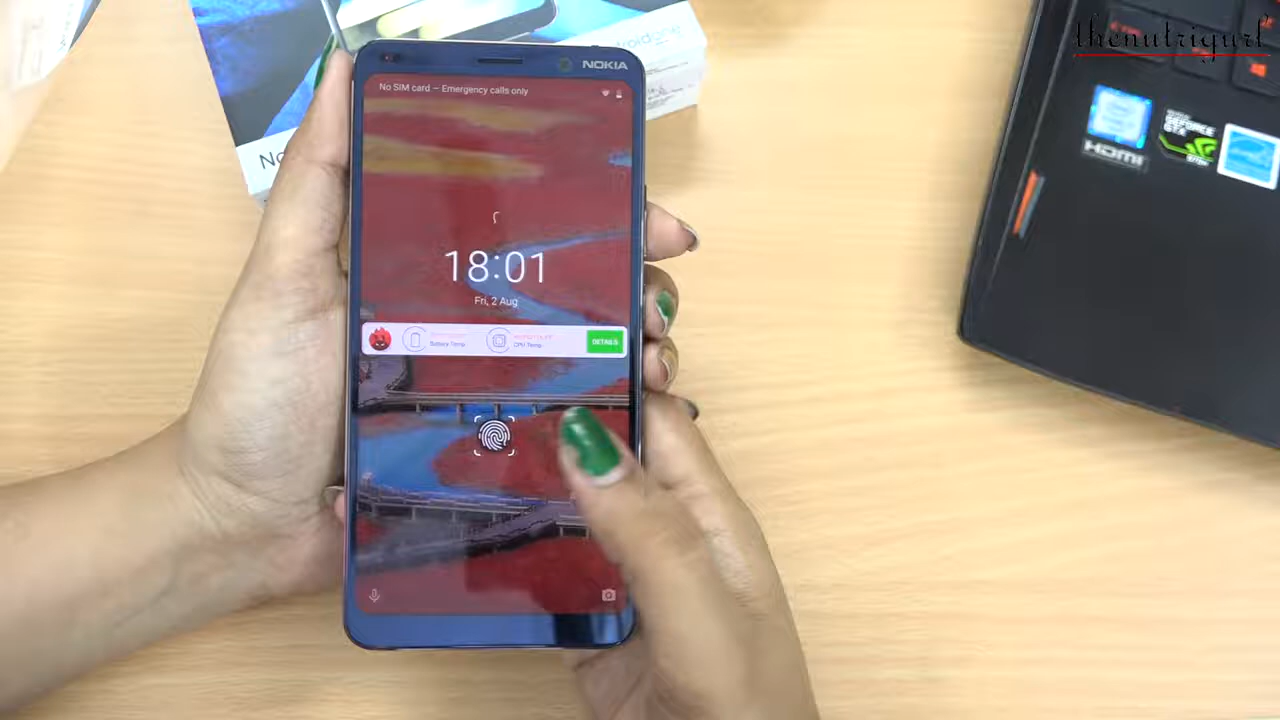 thenutrigurl
NOKIA
No SIM card — Emergency calls only
18:01
Fri, 2 Aug
Battery Temp
CPU Temp
DETAILS
No
GEFORCE
GTX
HDMI